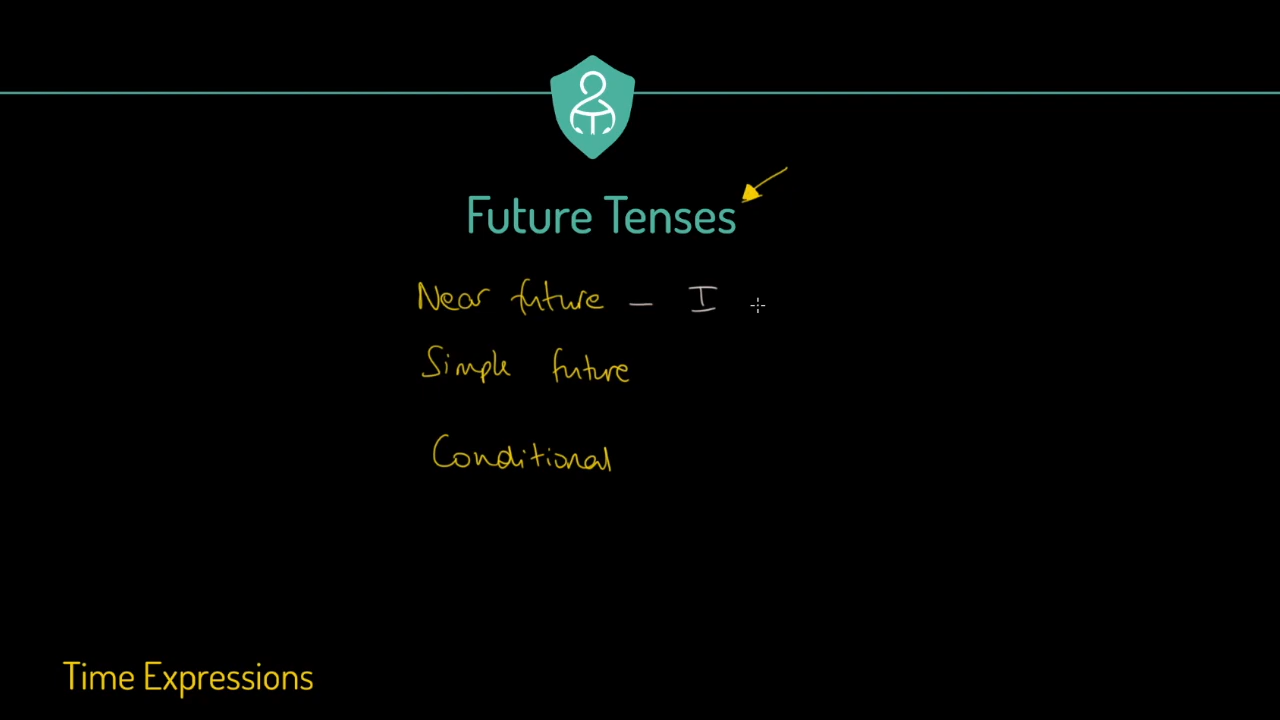 Future Tenses
Near future - I
Simple future
Conditional
Time Expressions